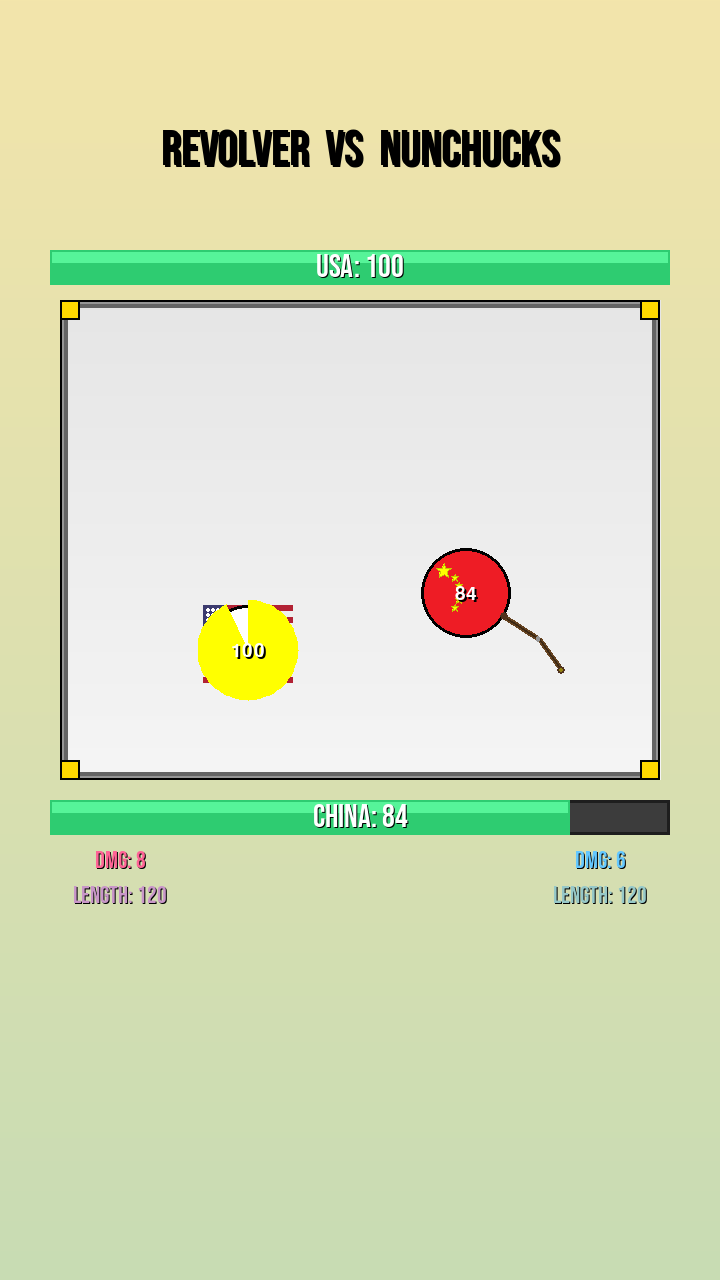 REVOLVER VS NUNCHUCKS
USA: 100
84
100
CHINA: 84
DMG: 8
DMG: 6
LENGTH: 120
LENGTH: 120